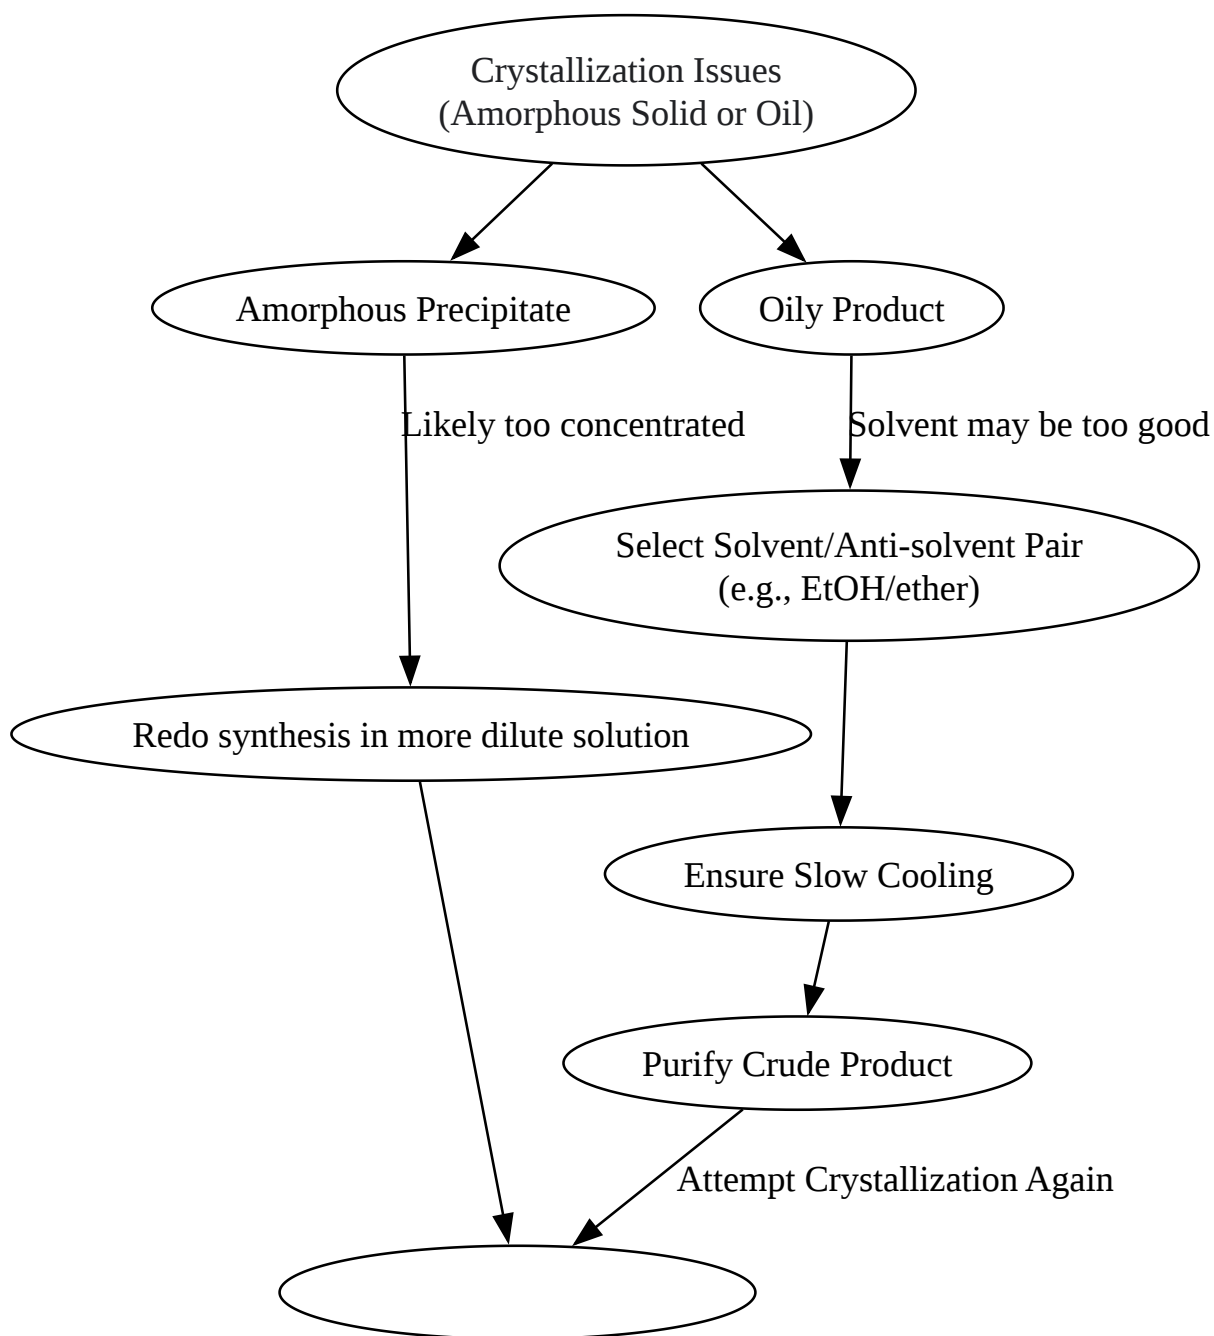 Crystallization Issues
(Amorphous Solid or Oil)
Amorphous Precipitate
Oily Product
Likely too concentrated
Solvent may be too good
Select Solvent/Anti-solvent Pair
(e.g., EtOH/ether)
Redo synthesis in more dilute solution
Ensure Slow Cooling
Purify Crude Product
Attempt Crystallization Again